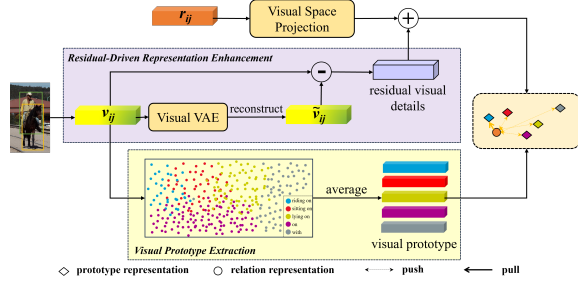 r_ij
Visual Space
Projection
+
Residual-Driven Representation Enhancement
-
residual visual
details
v_ij
Visual VAE
reconstruct
ṽ_ij
riding on
sitting on
lying on
on
with
average
visual prototype
Visual Prototype Extraction
prototype representation
relation representation
push
pull